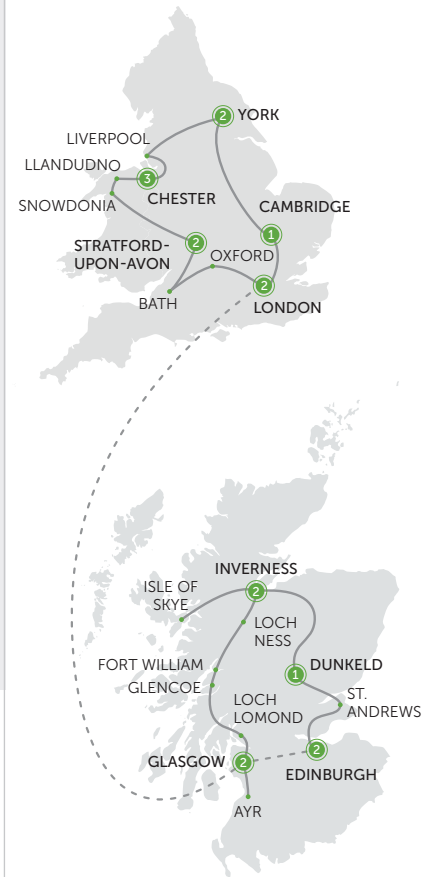 2 YORK
LIVERPOOL
LLANDUDNO
3
CHESTER
SNOWDONIA
CAMBRIDGE
1
STRATFORD-
UPON-AVON
2
OXFORD
BATH
2
LONDON
INVERNESS
2
ISLE OF
SKYE
LOCH
NESS
FORT WILLIAM
GLENCOE
DUNKELD
1
ST.
ANDREWS
LOCH
LOMOND
GLASGOW 2
2
EDINBURGH
AYR